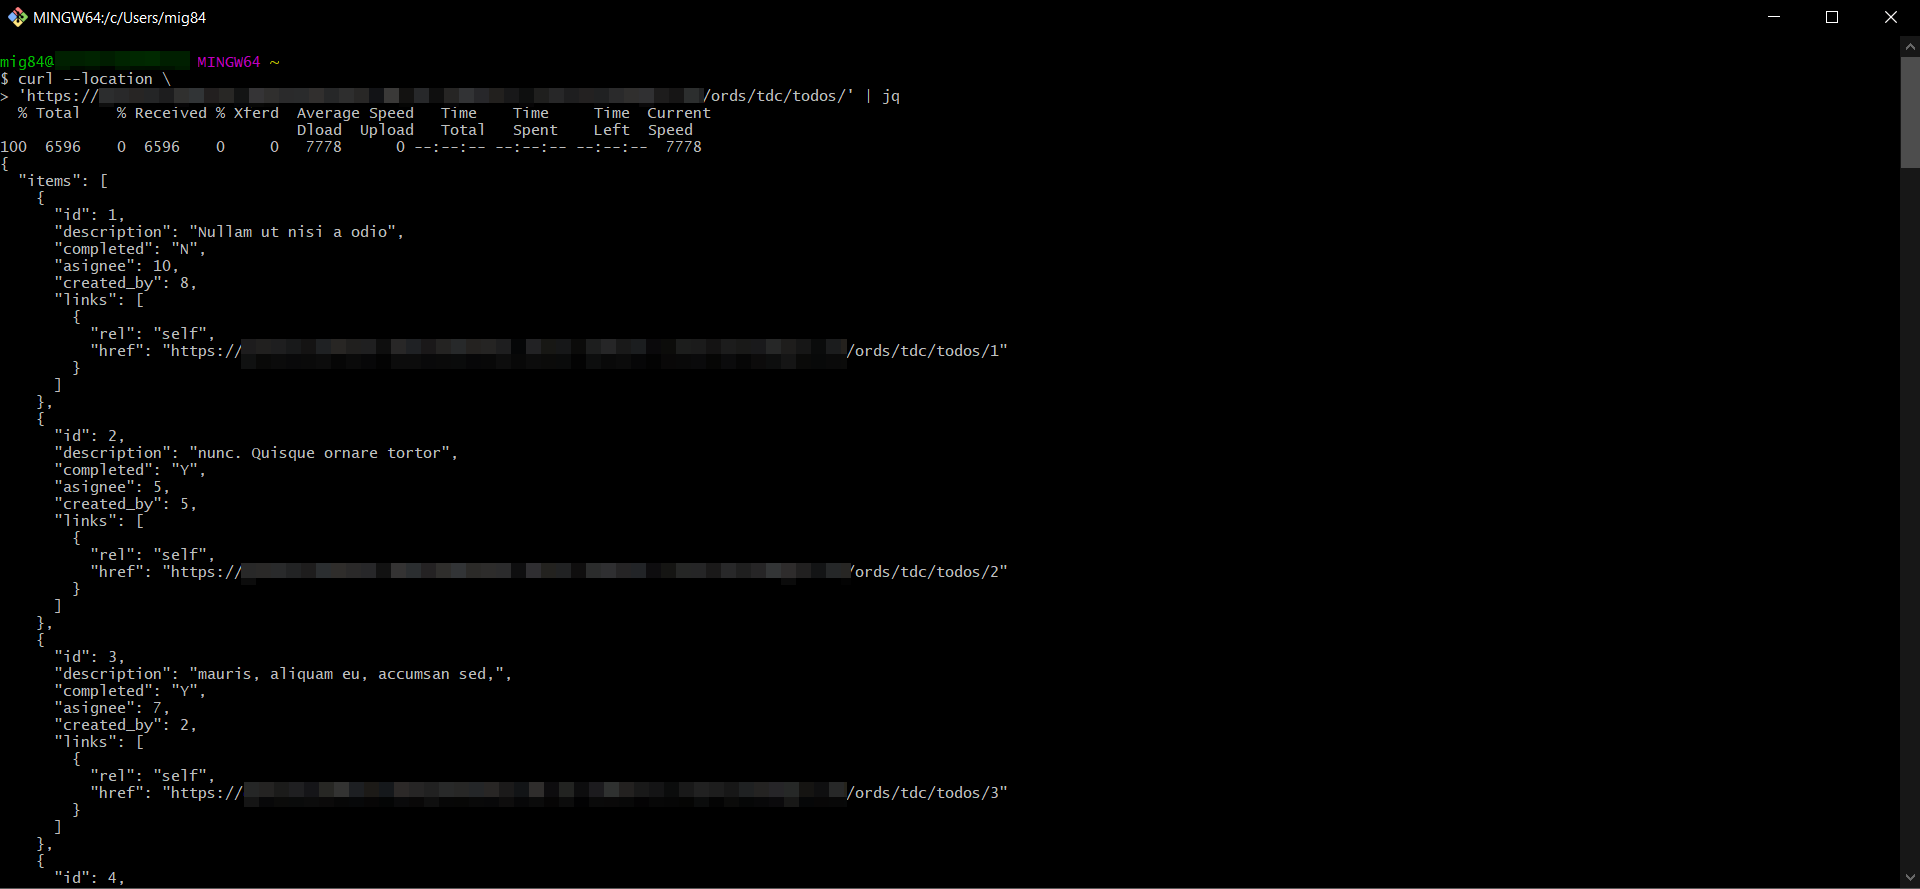 MINGW64:/c/Users/mig84
mig84@ MINGW64 ~
$ curl --location \
> 'https:// /ords/tdc/todos/' | jq
  % Total    % Received % Xferd  Average Speed   Time    Time     Time  Current
                                 Dload  Upload   Total   Spent    Left  Speed
100  6596    0  6596    0     0   7778      0 --:--:-- --:--:-- --:--:--  7778
{
  "items": [
    {
      "id": 1,
      "description": "Nullam ut nisi a odio",
      "completed": "N",
      "asignee": 10,
      "created_by": 8,
      "links": [
        {
          "rel": "self",
          "href": "https:// /ords/tdc/todos/1"
        }
      ]
    },
    {
      "id": 2,
      "description": "nunc. Quisque ornare tortor",
      "completed": "Y",
      "asignee": 5,
      "created_by": 5,
      "links": [
        {
          "rel": "self",
          "href": "https:// /ords/tdc/todos/2"
        }
      ]
    },
    {
      "id": 3,
      "description": "mauris, aliquam eu, accumsan sed,",
      "completed": "Y",
      "asignee": 7,
      "created_by": 2,
      "links": [
        {
          "rel": "self",
          "href": "https:// /ords/tdc/todos/3"
        }
      ]
    },
    {
      "id": 4,